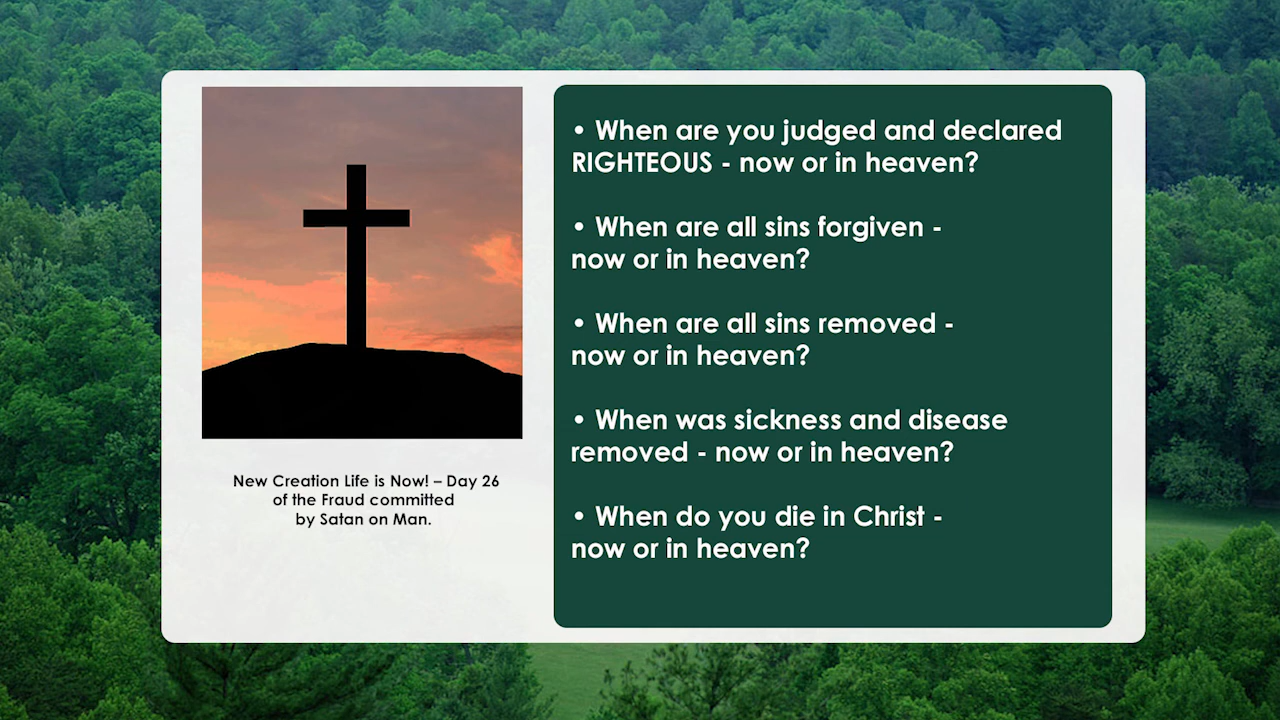 • When are you judged and declared
RIGHTEOUS - now or in heaven?
• When are all sins forgiven -
now or in heaven?
• When are all sins removed -
now or in heaven?
• When was sickness and disease
removed - now or in heaven?
• When do you die in Christ -
now or in heaven?
New Creation Life is Now! – Day 26
of the Fraud committed
by Satan on Man.